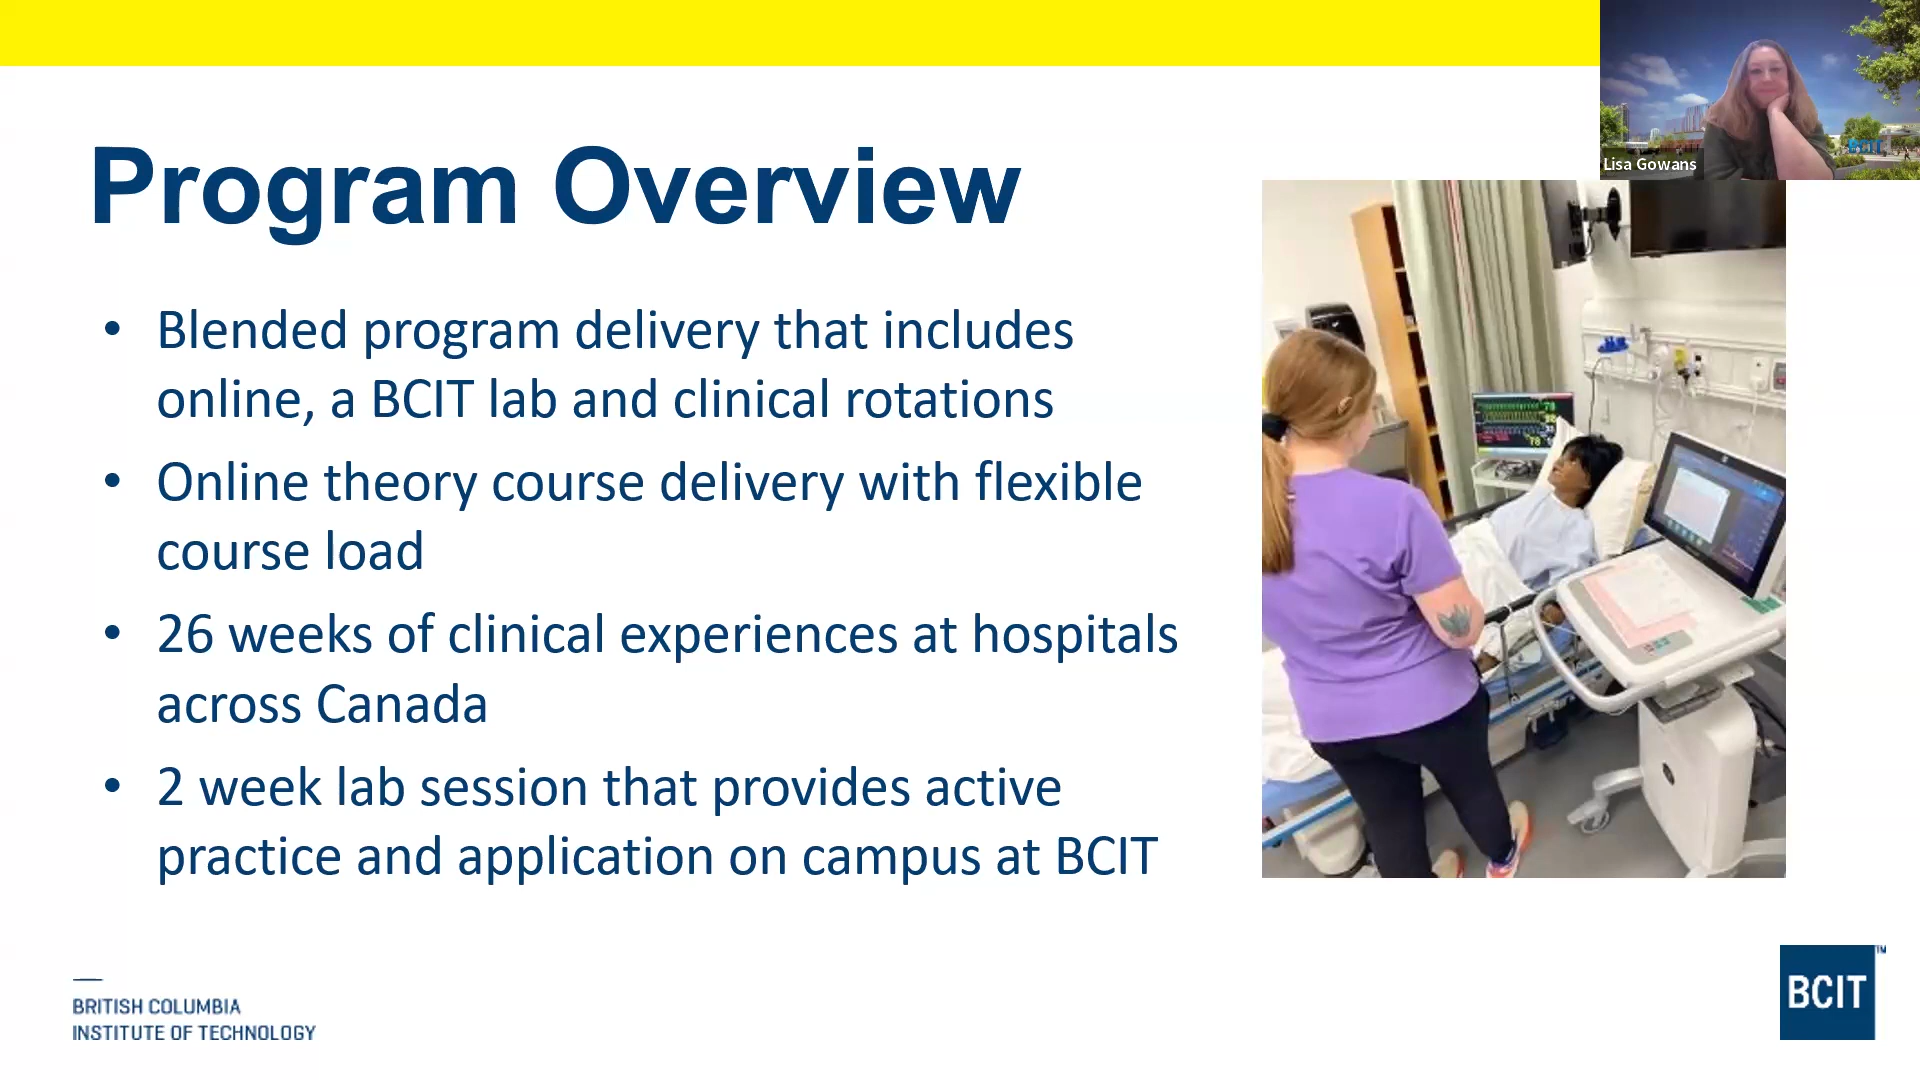 Program Overview
Lisa Gowans
• Blended program delivery that includes
online, a BCIT lab and clinical rotations
• Online theory course delivery with flexible
course load
• 26 weeks of clinical experiences at hospitals
across Canada
• 2 week lab session that provides active
practice and application on campus at BCIT
BRITISH COLUMBIA
INSTITUTE OF TECHNOLOGY
BCIT
TM